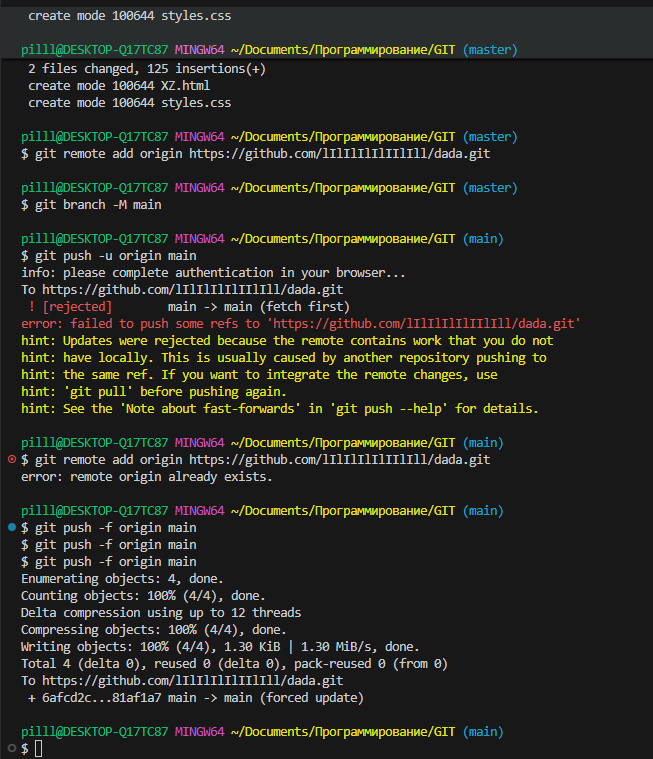 create mode 100644 styles.css
pilll@DESKTOP-Q17TC87 MINGW64 ~/Documents/Программирование/GIT (master)
2 files changed, 125 insertions(+)
create mode 100644 XZ.html
create mode 100644 styles.css
pilll@DESKTOP-Q17TC87 MINGW64 ~/Documents/Программирование/GIT (master)
$ git remote add origin https://github.com/lIlIlIlIlIIlIll/dada.git
pilll@DESKTOP-Q17TC87 MINGW64 ~/Documents/Программирование/GIT (master)
$ git branch -M main
pilll@DESKTOP-Q17TC87 MINGW64 ~/Documents/Программирование/GIT (main)
$ git push -u origin main
info: please complete authentication in your browser...
To https://github.com/lIlIlIlIlIIlIll/dada.git
! [rejected]        main -> main (fetch first)
error: failed to push some refs to 'https://github.com/lIlIlIlIlIIlIll/dada.git'
hint: Updates were rejected because the remote contains work that you do not
hint: have locally. This is usually caused by another repository pushing to
hint: the same ref. If you want to integrate the remote changes, use
hint: 'git pull' before pushing again.
hint: See the 'Note about fast-forwards' in 'git push --help' for details.
pilll@DESKTOP-Q17TC87 MINGW64 ~/Documents/Программирование/GIT (main)
$ git remote add origin https://github.com/lIlIlIlIlIIlIll/dada.git
error: remote origin already exists.
pilll@DESKTOP-Q17TC87 MINGW64 ~/Documents/Программирование/GIT (main)
$ git push -f origin main
$ git push -f origin main
$ git push -f origin main
Enumerating objects: 4, done.
Counting objects: 100% (4/4), done.
Delta compression using up to 12 threads
Compressing objects: 100% (4/4), done.
Writing objects: 100% (4/4), 1.30 KiB | 1.30 MiB/s, done.
Total 4 (delta 0), reused 0 (delta 0), pack-reused 0 (from 0)
To https://github.com/lIlIlIlIlIIlIll/dada.git
+ 6afcd2c...81af1a7 main -> main (forced update)
pilll@DESKTOP-Q17TC87 MINGW64 ~/Documents/Программирование/GIT (main)
$